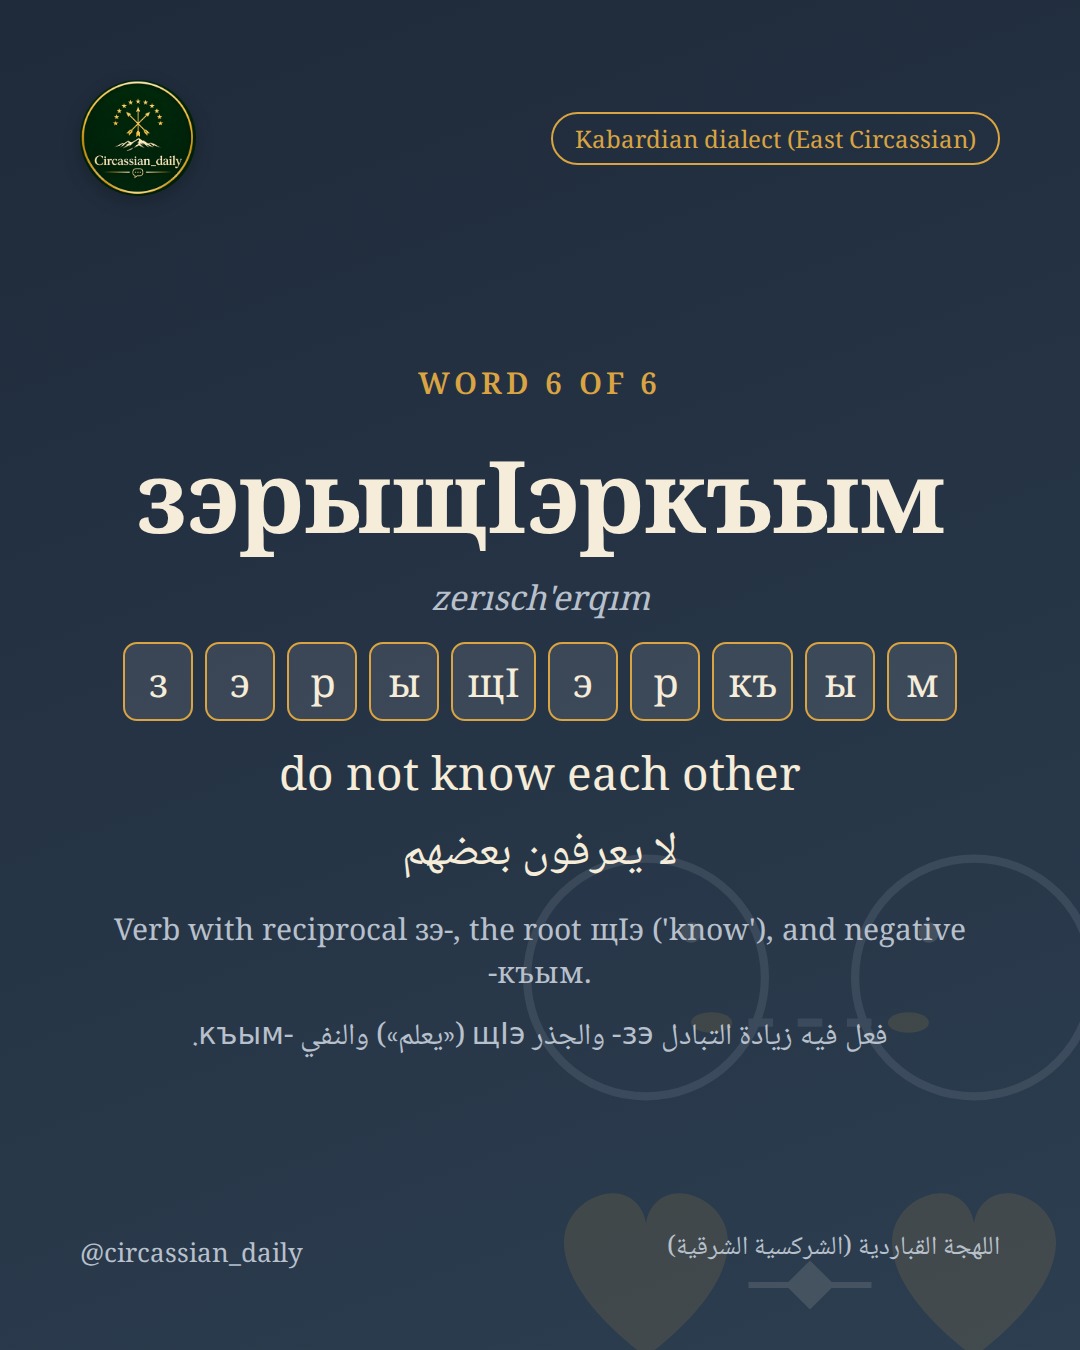 Circassian_daily
Kabardian dialect (East Circassian)
WORD 6 OF 6
зэрыщIэркъым
zerısch'erqım
з э р ы щI э р къ ы м
do not know each other
لا يعرفون بعضهم
Verb with reciprocal зэ-, the root щIэ ('know'), and negative
-къым.
فعل فيه زيادة التبادل зэ- والجذر щIэ («يعلم») والنفي -къым.
@circassian_daily
اللهجة القباردية (الشركسية الشرقية)